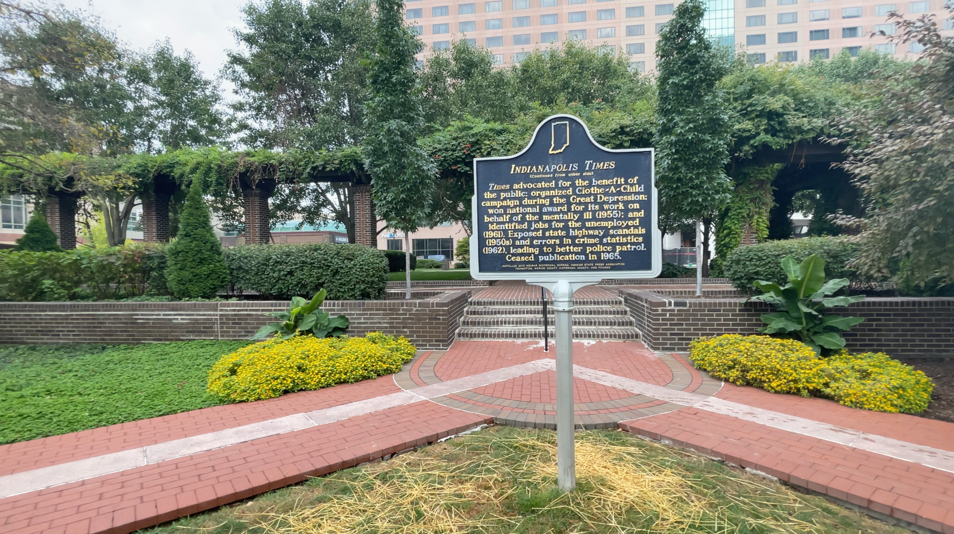 INDIANAPOLIS TIMES
(Continued from other side)
Times advocated for the benefit of
the public; organized Clothe-A-Child
campaign during the Great Depression;
won national award for its work on
behalf of the mentally ill (1955); and
identified jobs for the unemployed
(1961). Exposed state highway scandals
(1950s) and errors in crime statistics
(1962), leading to better police patrol.
Ceased publication in 1965.